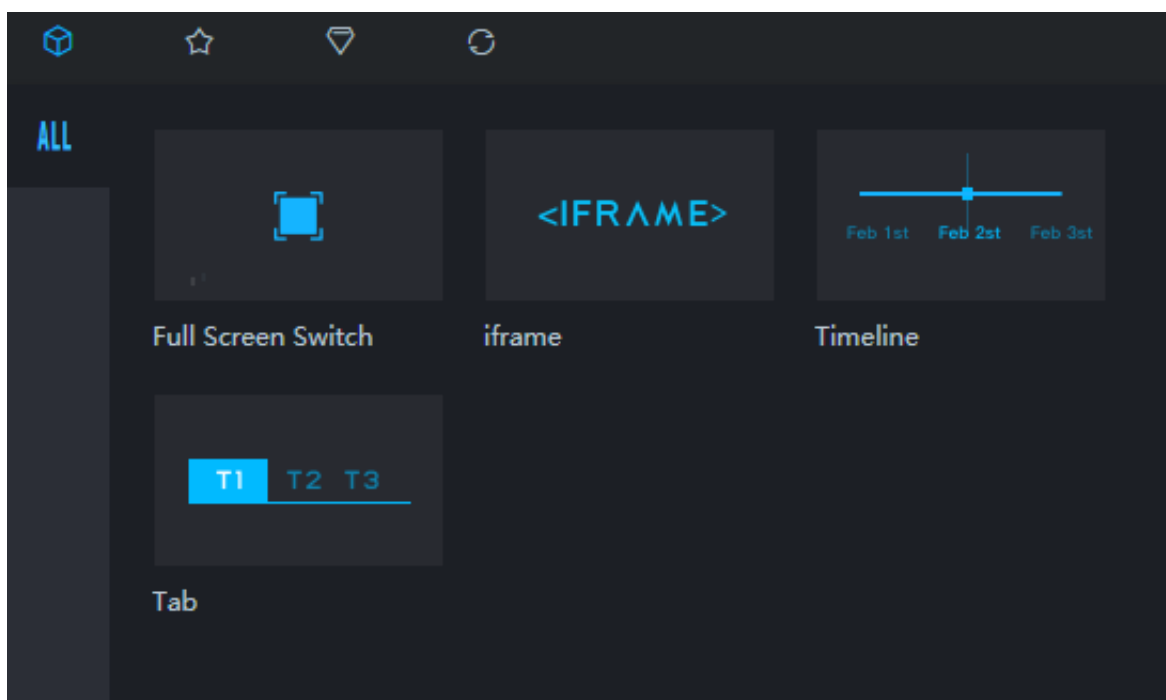 ALL
<IFRAME>
Feb 1st Feb 2st Feb 3st
Full Screen Switch iframe Timeline
T1 T2 T3
Tab